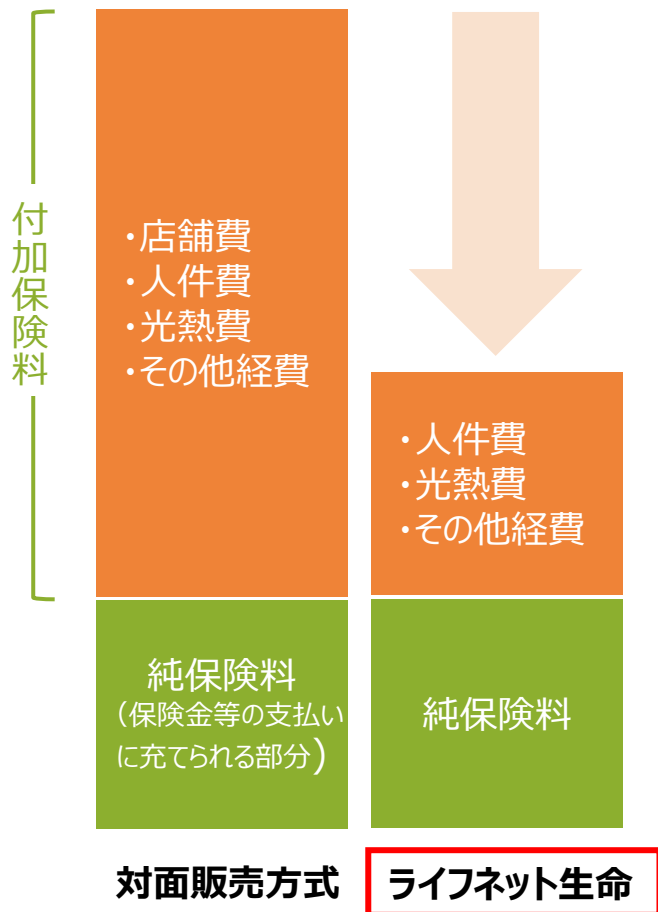 付加保険料
・店舗費
・人件費
・光熱費
・その他経費
純保険料
（保険金等の支払い
に充てられる部分）
対面販売方式
・人件費
・光熱費
・その他経費
純保険料
ライフネット生命